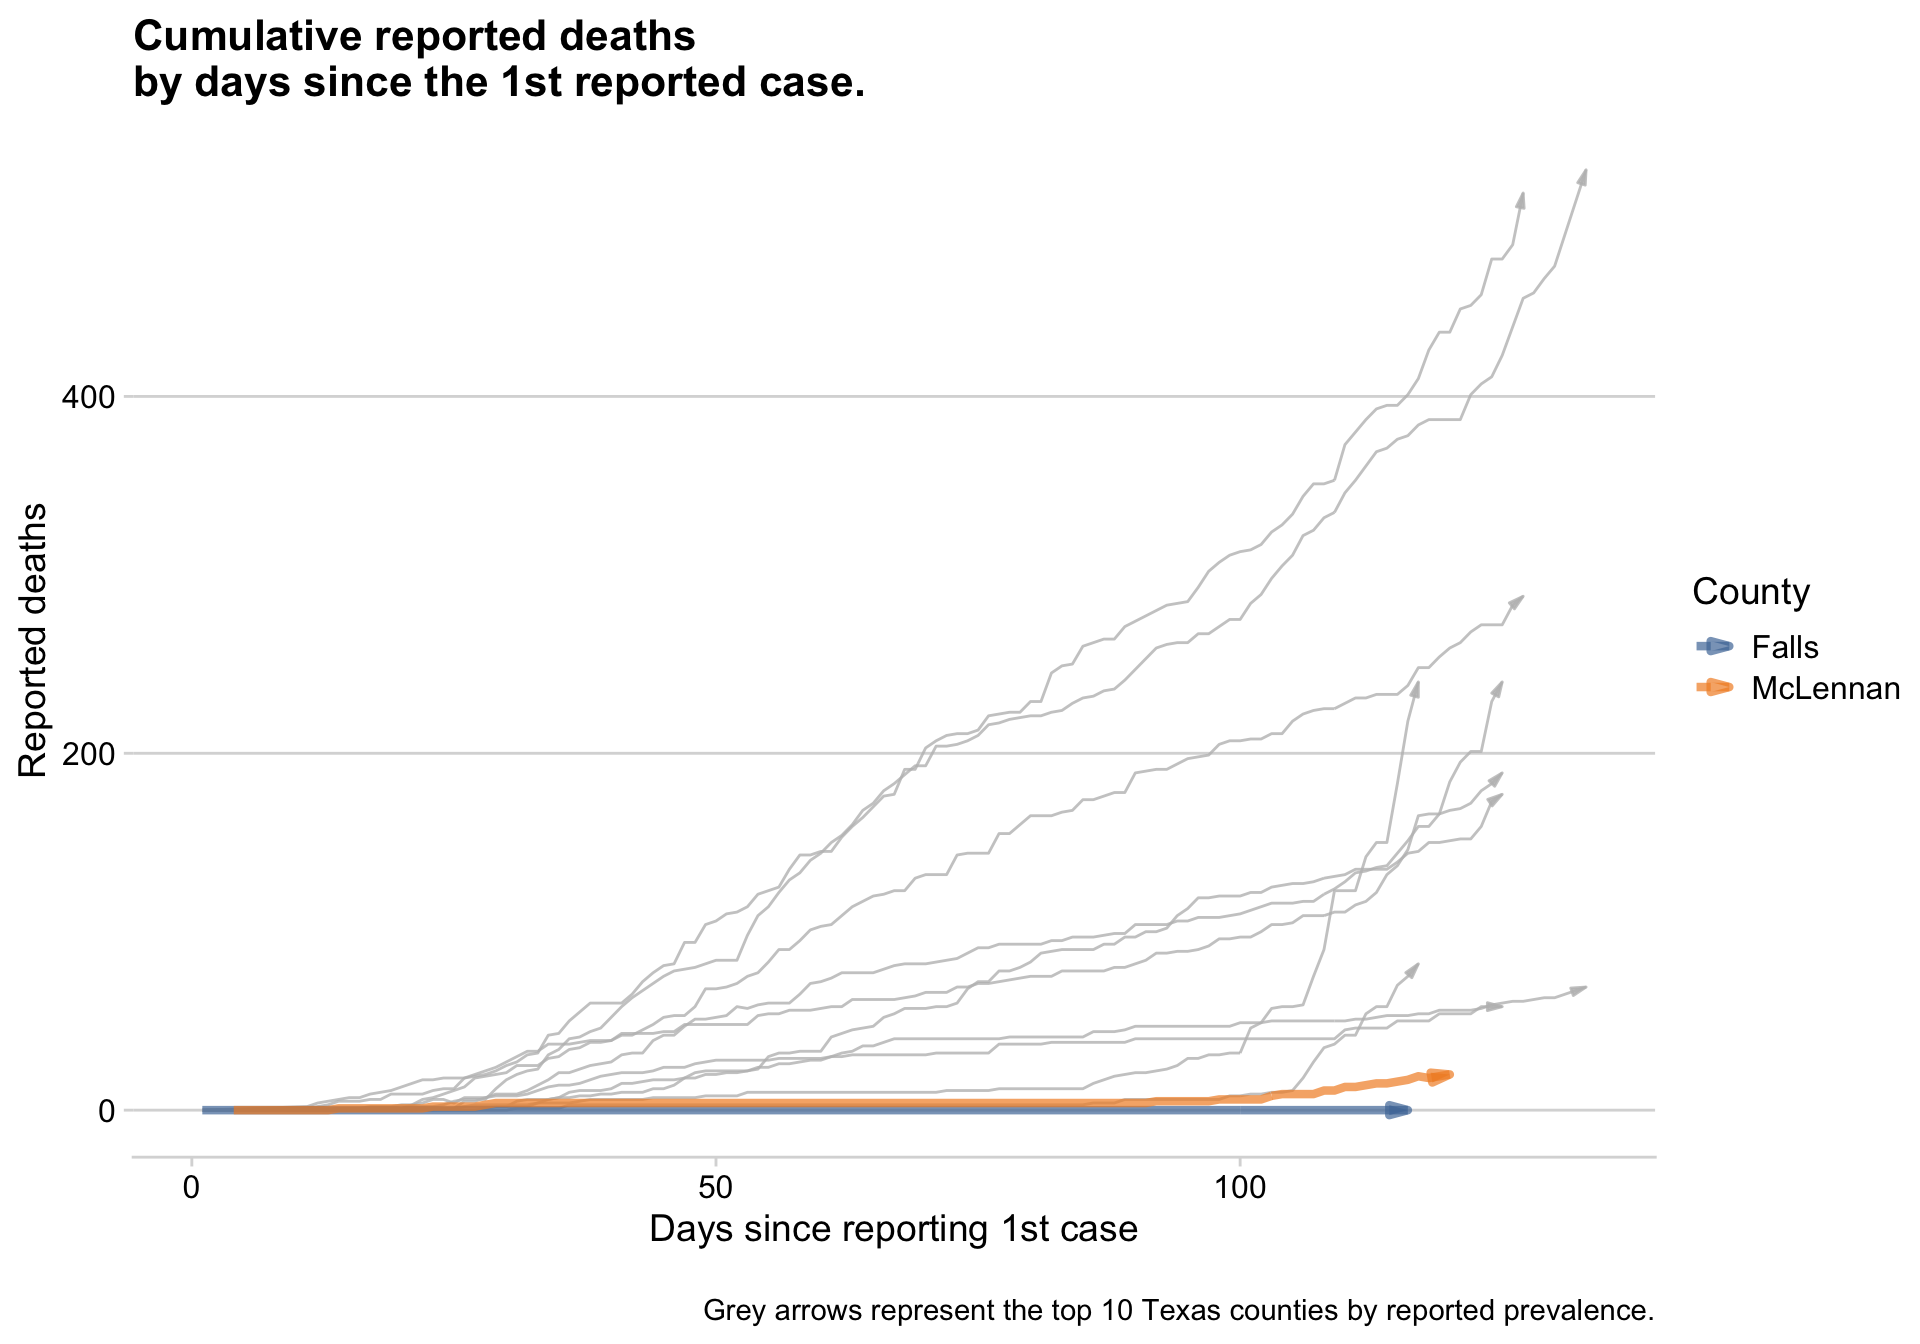 Cumulative reported deaths
by days since the 1st reported case.
Reported deaths
400
200
0
0
50
100
Days since reporting 1st case
County
Falls
McLennan
Grey arrows represent the top 10 Texas counties by reported prevalence.